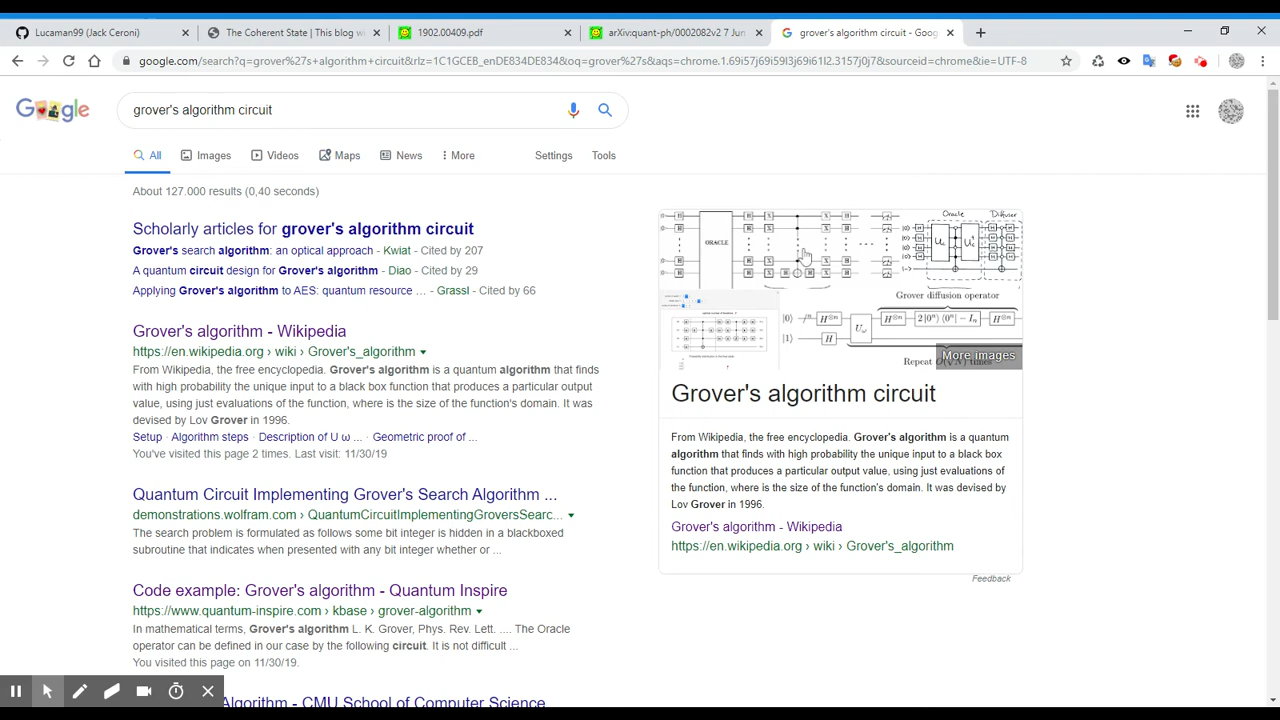 Lucaman99 (Jack Ceroni)
The Coherent State | This blog wi
1902.00409.pdf
arXiv:quant-ph/0002082v2 7 Jun
grover's algorithm circuit - Goog
google.com/search?q=grover%27s+algorithm+circuit&rlz=1C1GCEB_enDE834DE834&oq=grover%27s&aqs=chrome.1.69i57j69i59l3j69i61l2.3157j0j7&sourceid=chrome&ie=UTF-8
grover's algorithm circuit
All
Images
Videos
Maps
News
More
Settings
Tools
About 127.000 results (0,40 seconds)
Scholarly articles for grover's algorithm circuit
Grover's search algorithm: an optical approach - Kwiat - Cited by 207
A quantum circuit design for Grover's algorithm - Diao - Cited by 29
Applying Grover's algorithm to AES: quantum resource ... - Grassl - Cited by 66
Grover's algorithm - Wikipedia
https://en.wikipedia.org › wiki › Grover's_algorithm
From Wikipedia, the free encyclopedia. Grover's algorithm is a quantum algorithm that finds
with high probability the unique input to a black box function that produces a particular output
value, using just evaluations of the function, where is the size of the function's domain. It was
devised by Lov Grover in 1996.
Setup · Algorithm steps · Description of U ω ... · Geometric proof of ...
You've visited this page 2 times. Last visit: 11/30/19
Quantum Circuit Implementing Grover's Search Algorithm ...
demonstrations.wolfram.com › QuantumCircuitImplementingGroversSearc...
The search problem is formulated as follows some bit integer is hidden in a blackboxed
subroutine that indicates when presented with any bit integer whether or ...
Code example: Grover's algorithm - Quantum Inspire
https://www.quantum-inspire.com › kbase › grover-algorithm
In mathematical terms, Grover's algorithm L. K. Grover, Phys. Rev. Lett. .... The Oracle
operator can be defined in our case by the following circuit. It is not difficult ...
You visited this page on 11/30/19.
Algorithm - CMU School of Computer Science
ORACLE
Oracle
Diffuser
Grover diffusion operator
|0⟩
H⊗n
Uω
H⊗n
2|0ⁿ⟩⟨0ⁿ| − Iₙ
H⊗n
|1⟩
H
Repeat
times
More images
Grover's algorithm circuit
From Wikipedia, the free encyclopedia. Grover's algorithm is a quantum
algorithm that finds with high probability the unique input to a black box
function that produces a particular output value, using just evaluations of
the function, where is the size of the function's domain. It was devised by
Lov Grover in 1996.
Grover's algorithm - Wikipedia
https://en.wikipedia.org › wiki › Grover's_algorithm
Feedback